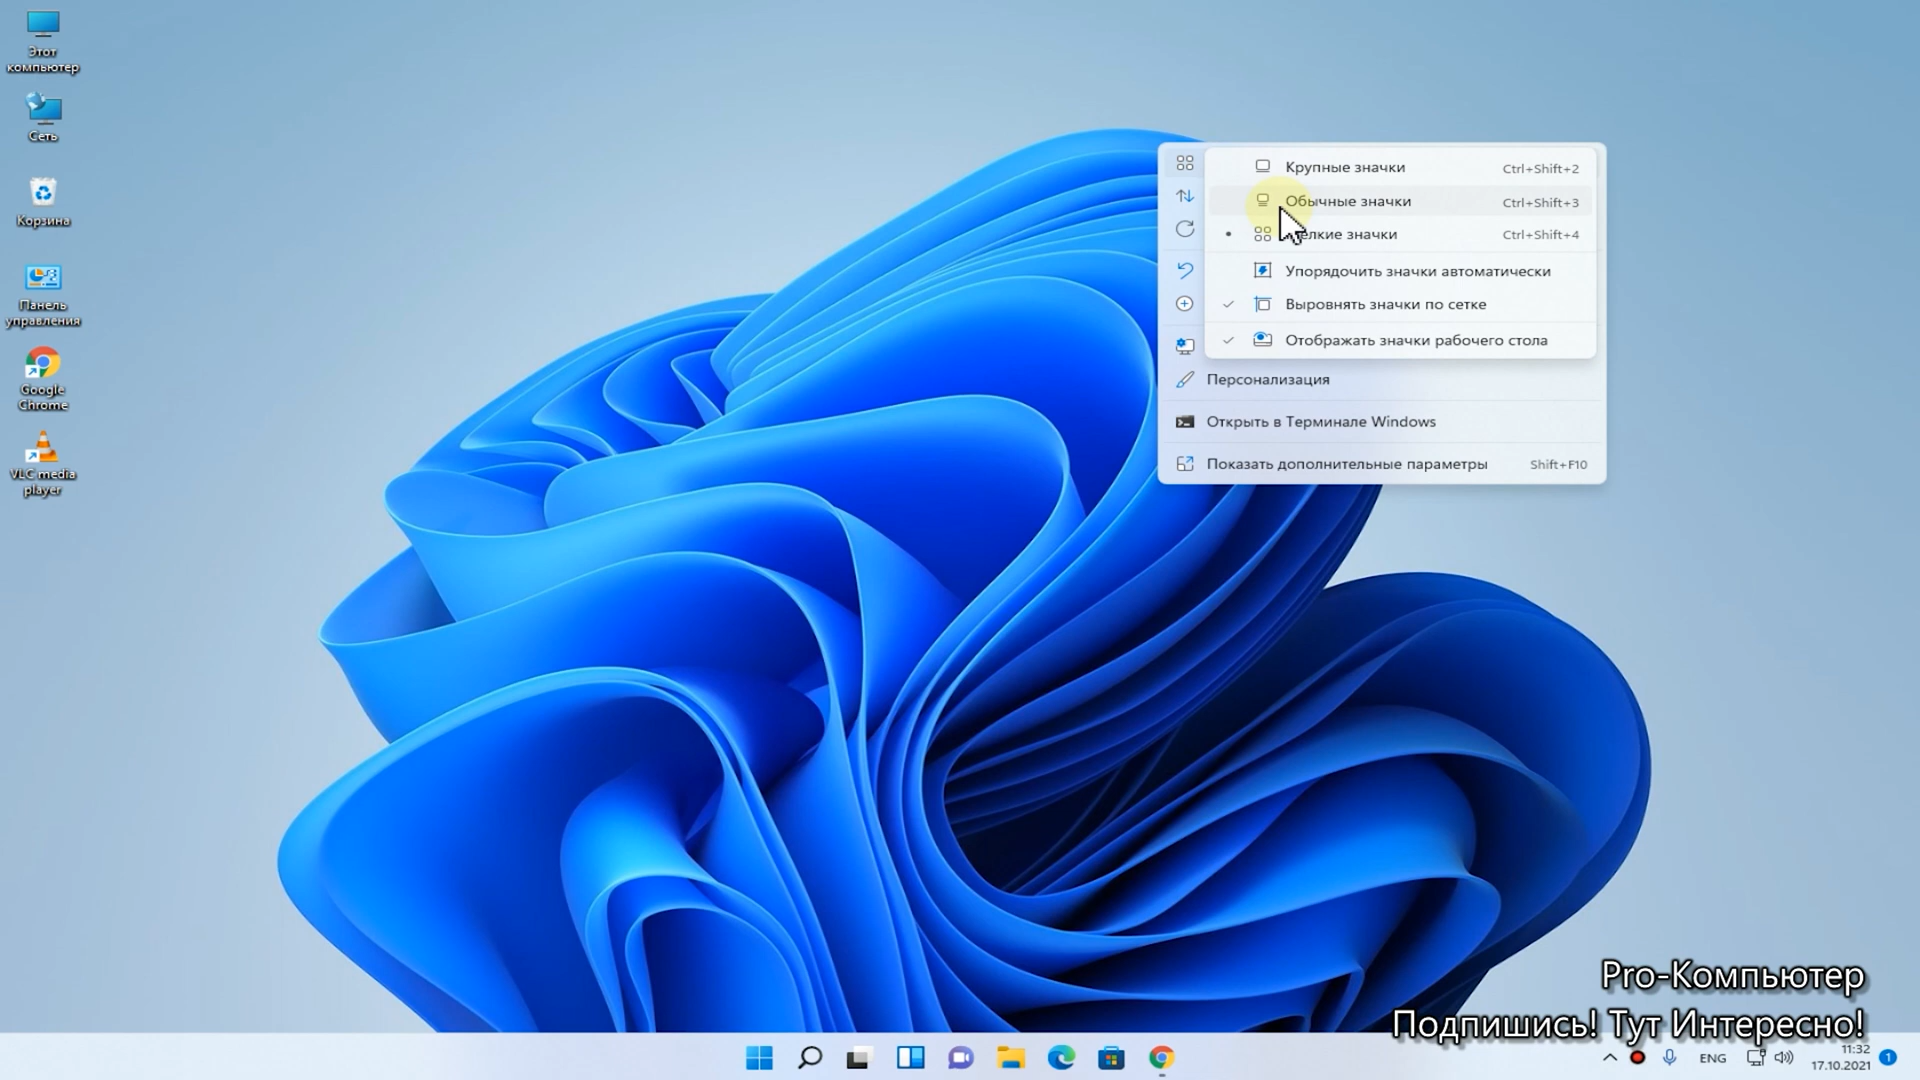 Этот
компьютер
Сеть
Корзина
Панель
управления
Google
Chrome
VLC media
player
Крупные значки Ctrl+Shift+2
Обычные значки Ctrl+Shift+3
значки Ctrl+Shift+4
Упорядочить значки автоматически
Выровнять значки по сетке
Отображать значки рабочего стола
Персонализация
Открыть в Терминале Windows
Показать дополнительные параметры Shift+F10
Pro-Компьютер
Подпишись! Тут Интересно!
ENG
11:32
17.10.2021
1